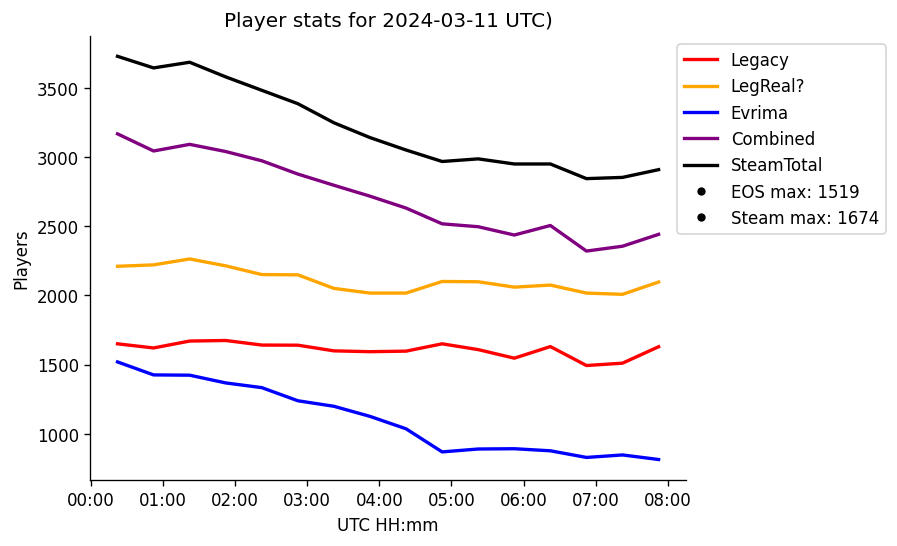 Player stats for 2024-03-11 UTC)
Legacy
LegReal?
Evrima
Combined
SteamTotal
EOS max: 1519
Steam max: 1674
Players
3500
3000
2500
2000
1500
1000
00:00 01:00 02:00 03:00 04:00 05:00 06:00 07:00 08:00
UTC HH:mm